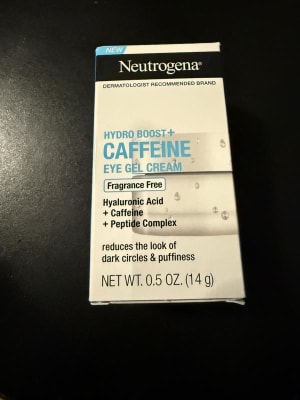 NEW
Neutrogena®
DERMATOLOGIST RECOMMENDED BRAND
HYDRO BOOST+
CAFFEINE
EYE GEL CREAM
Fragrance Free
Hyaluronic Acid
+ Caffeine
+ Peptide Complex
reduces the look of
dark circles & puffiness
NET WT. 0.5 OZ. (14 g)